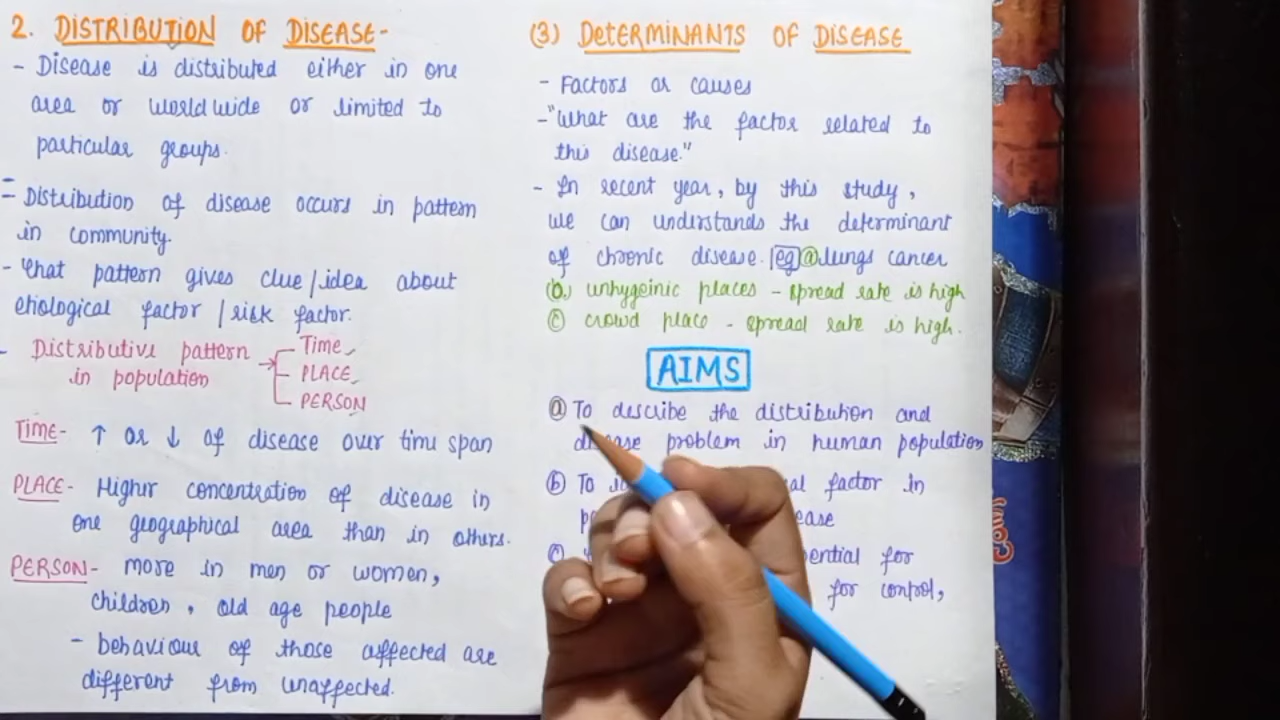 2. DISTRIBUTION OF DISEASE-
- Disease is distributed either in one
area or worldwide or limited to
particular groups.
= Distribution of disease occurs in pattern
in community.
- That pattern gives clue/idea about
etiological factor/risk factor.
- Distributive pattern
in population
→ Time
PLACE
PERSON
TIME- ↑ or ↓ of disease over time span
PLACE- Higher concentration of disease in
one geographical area than in others.
PERSON- more in men or women,
children, old age people
- behaviour of those affected are
different from unaffected.
(3) DETERMINANTS OF DISEASE
- Factors or causes
- "What are the factor related to
this disease."
- In recent year, by this study,
we can understands the determinant
of chronic disease. eg ⓐ lungs cancer
ⓑ unhygeinic places - spread rate is high
ⓒ crowd place - spread rate is high.
AIMS
ⓐ To describe the distribution and
disease problem in human population
ⓑ To factor in
ease
ⓒ ential for
for control,